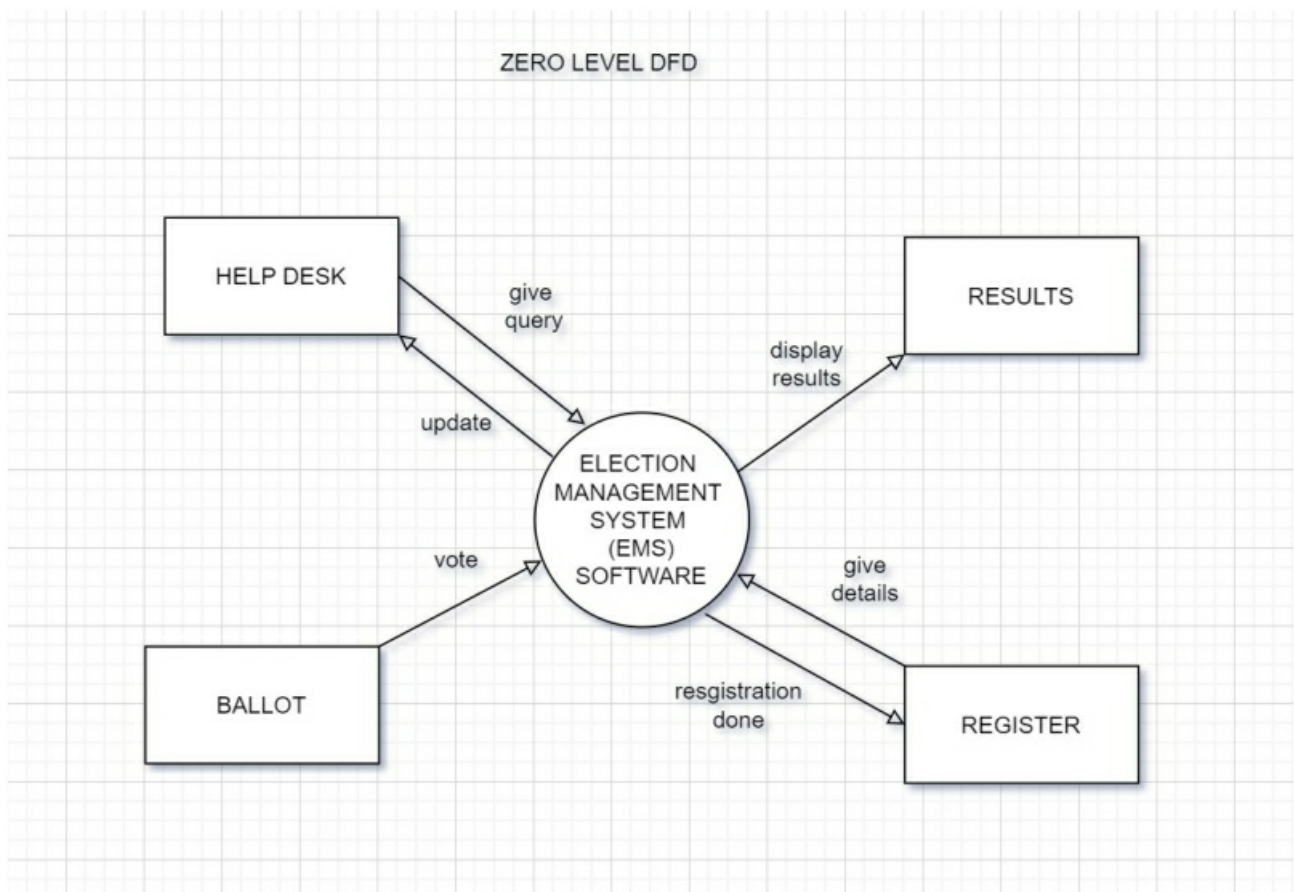 ZERO LEVEL DFD
HELP DESK
give
query
RESULTS
display
results
update
ELECTION
MANAGEMENT
SYSTEM
(EMS)
SOFTWARE
vote
give
details
BALLOT
resgistration
done
REGISTER